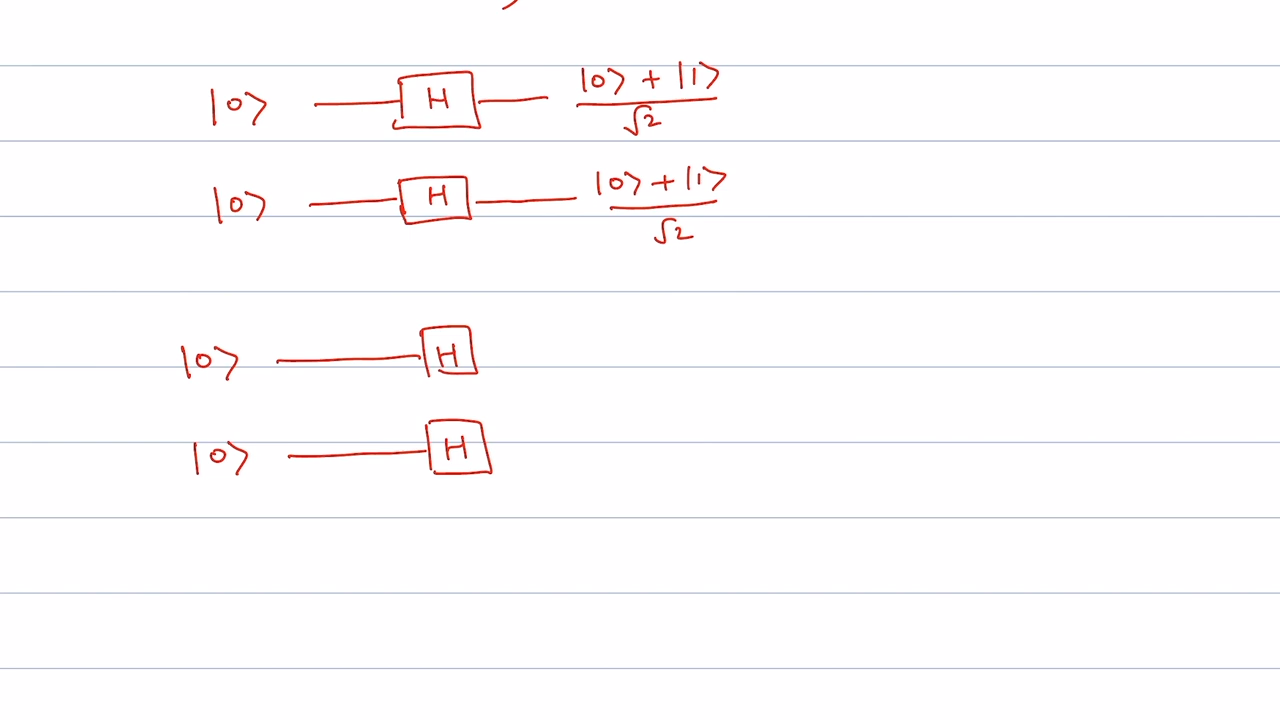 |0⟩ H |0⟩ + |1⟩
√2
|0⟩ H |0⟩ + |1⟩
√2
|0⟩ H
|0⟩ H